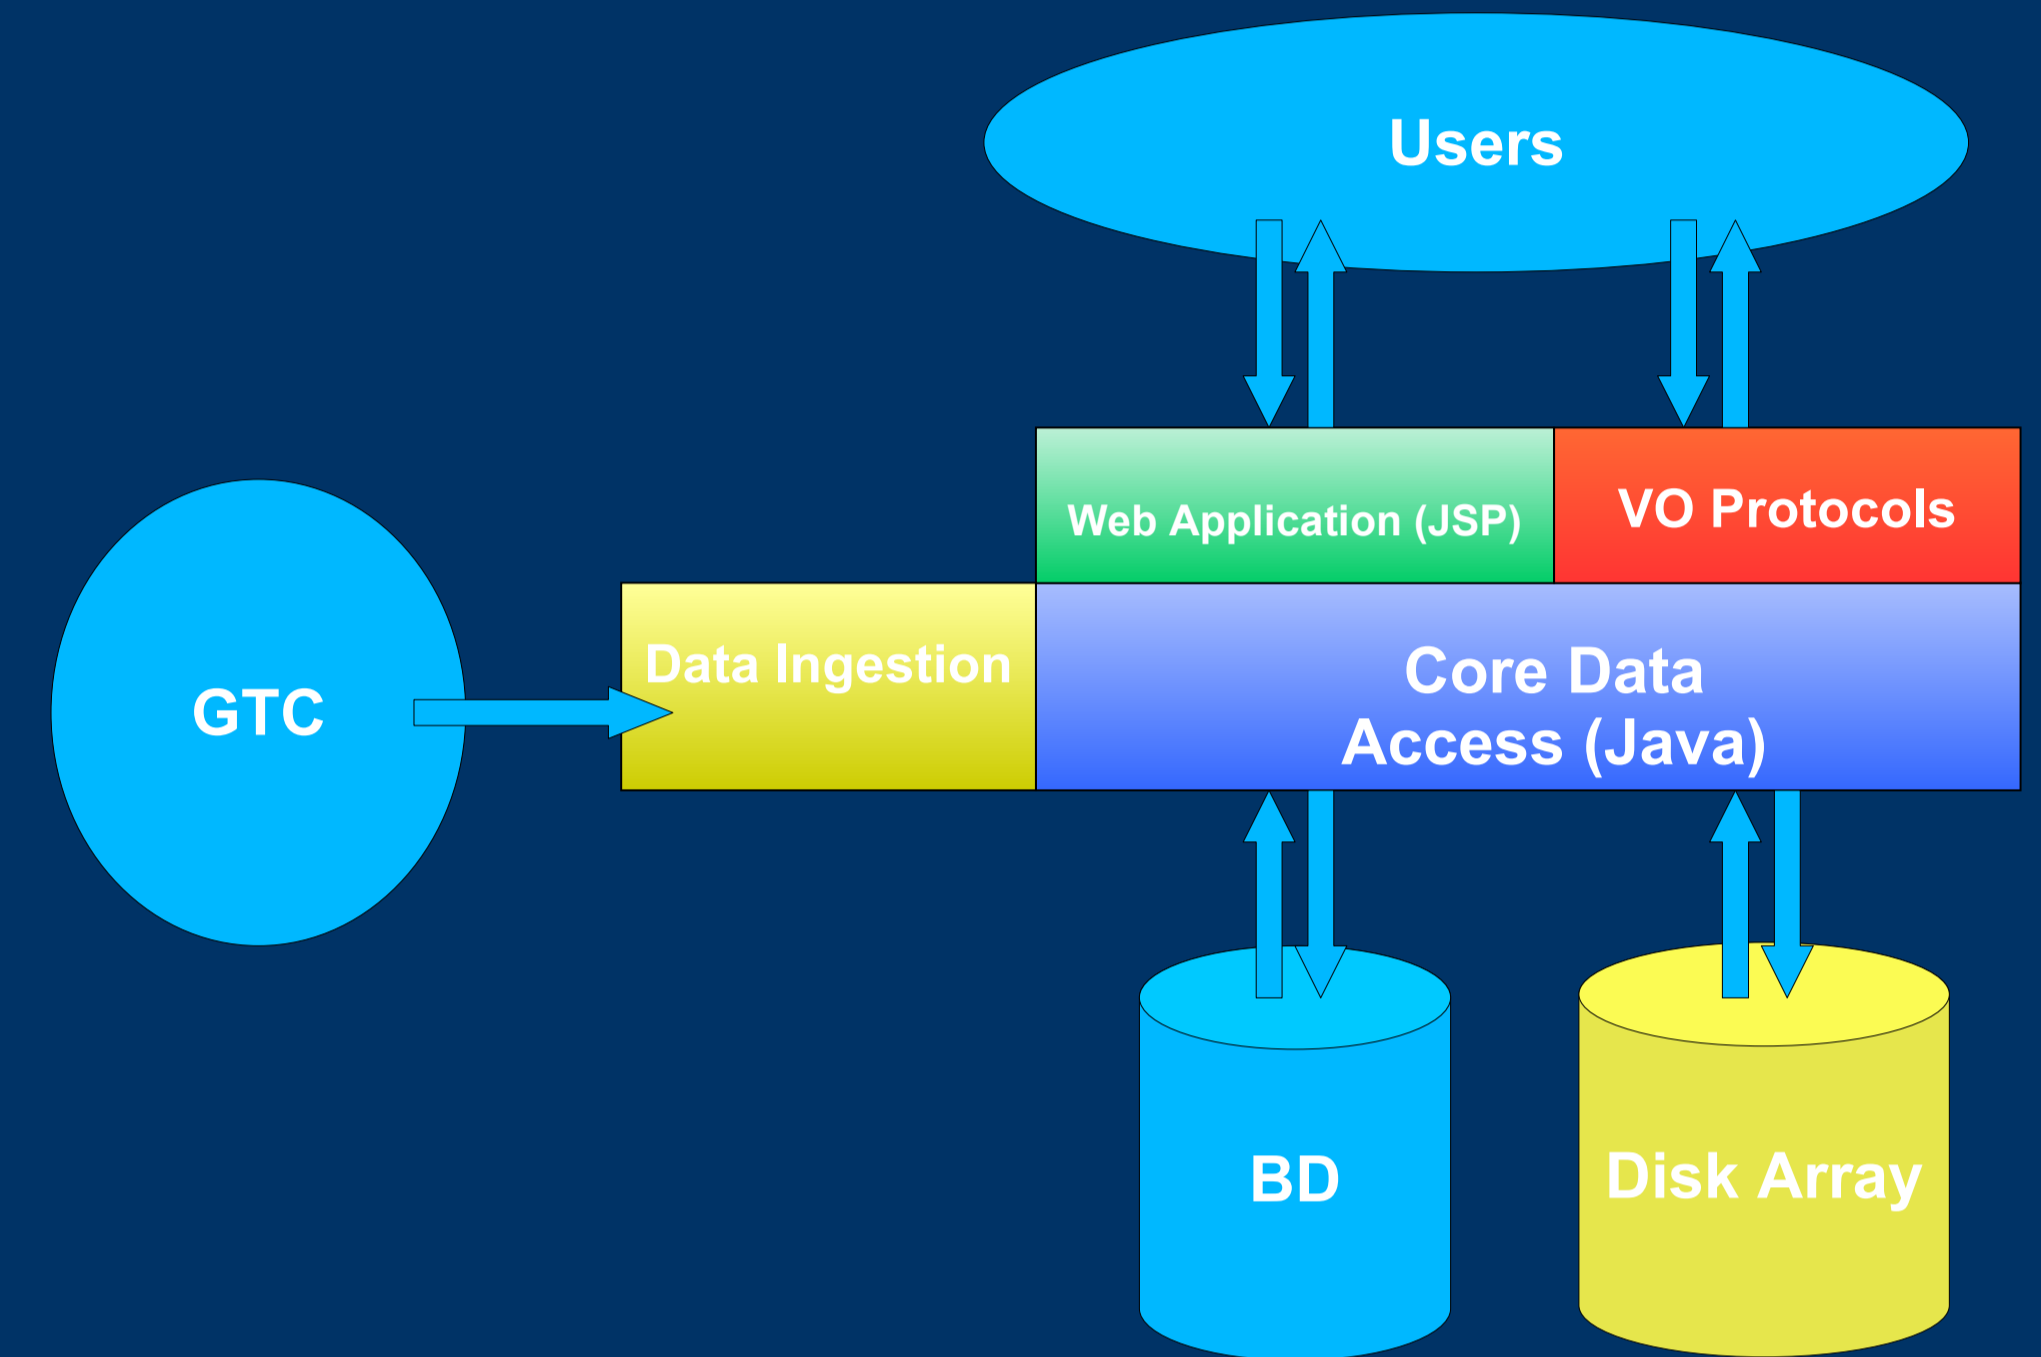 Users
Web Application (JSP)
VO Protocols
GTC
Data Ingestion
Core Data
Access (Java)
BD
Disk Array